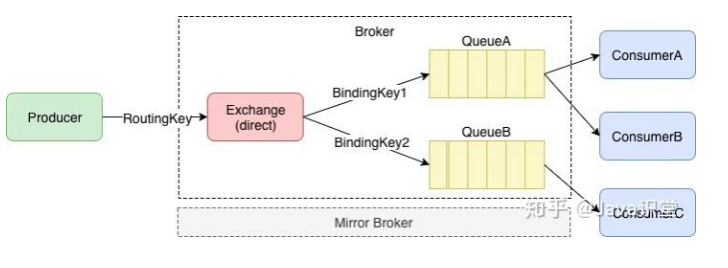 Broker
QueueA
ConsumerA
BindingKey1
Exchange
(direct)
Producer
RoutingKey
ConsumerB
QueueB
BindingKey2
知乎 @Java识堂
ConsumerC
Mirror Broker